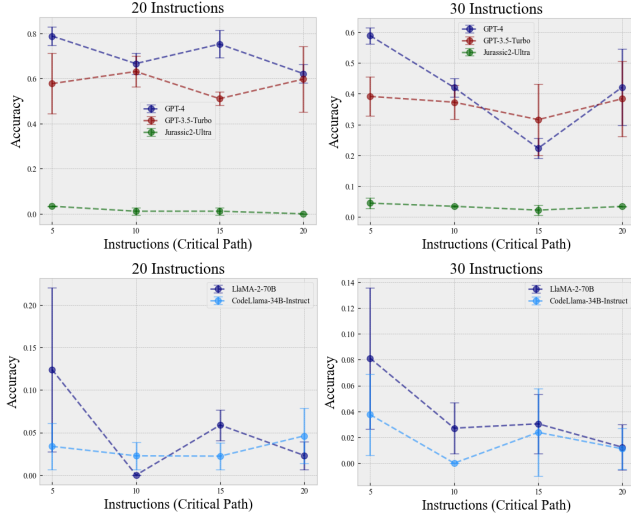 20 Instructions
Accuracy
0.8
0.6
0.4
0.2
0.0
GPT-4
GPT-3.5-Turbo
Jurassic2-Ultra
5
10
15
20
Instructions (Critical Path)
30 Instructions
Accuracy
0.6
0.5
0.4
0.3
0.2
0.1
0.0
GPT-4
GPT-3.5-Turbo
Jurassic2-Ultra
5
10
15
20
Instructions (Critical Path)
20 Instructions
Accuracy
0.20
0.15
0.10
0.05
0.00
LlaMA-2-70B
CodeLlama-34B-Instruct
5
10
15
20
Instructions (Critical Path)
30 Instructions
Accuracy
0.14
0.12
0.10
0.08
0.06
0.04
0.02
0.00
LlaMA-2-70B
CodeLlama-34B-Instruct
5
10
15
20
Instructions (Critical Path)